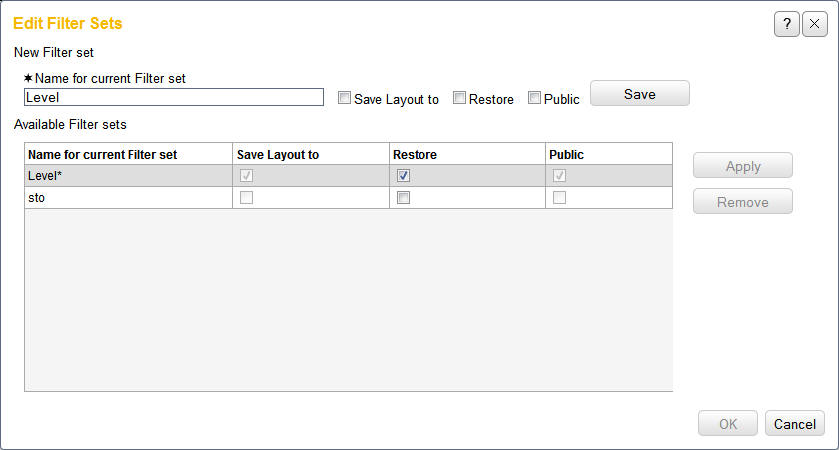 Edit Filter Sets
?
New Filter set
✶Name for current Filter set
Level
Save Layout to Restore Public Save
Available Filter sets
Name for current Filter set Save Layout to Restore Public
Level*
sto
Apply
Remove
OK Cancel